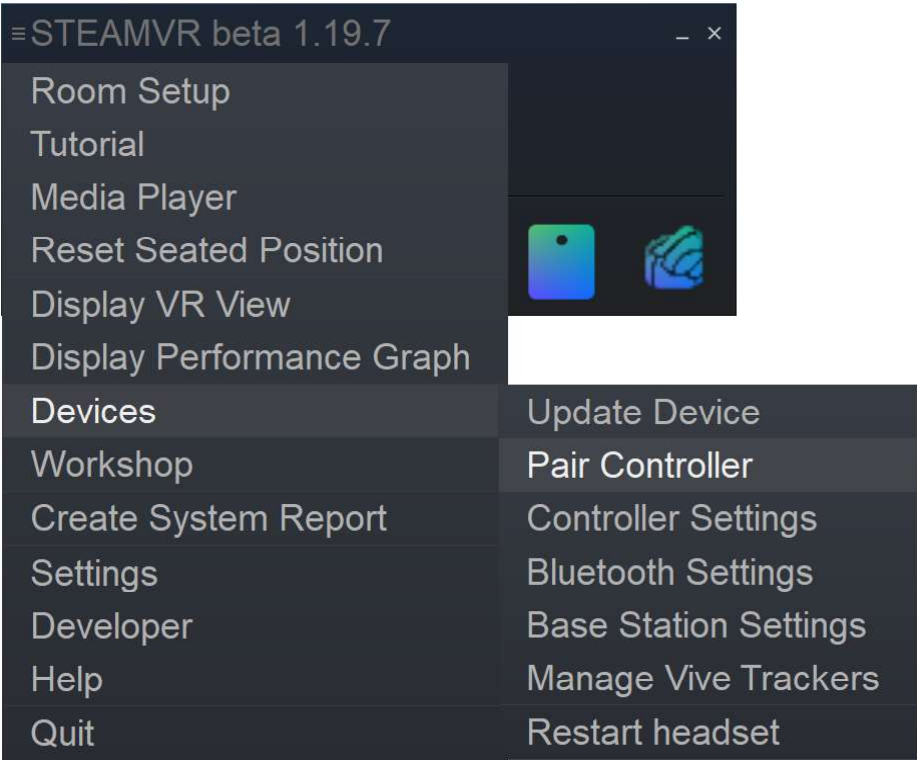 ≡STEAMVR beta 1.19.7
Room Setup
Tutorial
Media Player
Reset Seated Position
Display VR View
Display Performance Graph
Devices
Workshop
Create System Report
Settings
Developer
Help
Quit
Update Device
Pair Controller
Controller Settings
Bluetooth Settings
Base Station Settings
Manage Vive Trackers
Restart headset